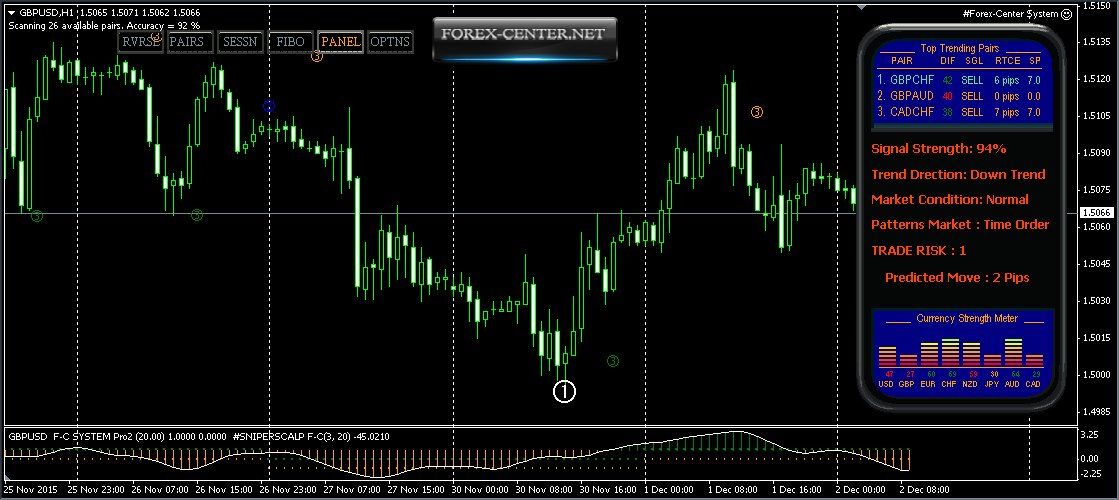 GBPUSD,H1 1.5065 1.5071 1.5062 1.5066
#Forex-Center System
Scanning 26 available pairs. Accuracy = 92 %
RVRSE PAIRS SESSN FIBO PANEL OPTNS
FOREX-CENTER.NET
3
3
3
3
3
3
1
Top Trending Pairs
PAIR DIF SGL RTCE SP
1. GBPCHF 42 SELL 6 pips 7.0
2. GBPAUD 40 SELL 0 pips 0.0
3. CADCHF 38 SELL 7 pips 7.0
Signal Strength: 94%
Trend Direction: Down Trend
Market Condition: Normal
Patterns Market : Time Order
TRADE RISK : 1
Predicted Move : 2 Pips
Currency Strength Meter
47 27 60 69 59 30 64 29
USD GBP EUR CHF NZD JPY AUD CAD
1.5150
1.5135
1.5120
1.5105
1.5090
1.5075
1.5066
1.5060
1.5045
1.5030
1.5015
1.5000
1.4985
GBPUSD F-C SYSTEM Pro2 (20.00) 1.0000 0.0000 #SNIPERSCALP F-C(3, 20) -45.0210
3.25
0.00
-2.25
25 Nov 2015 25 Nov 23:00 26 Nov 07:00 26 Nov 15:00 26 Nov 23:00 27 Nov 07:00 27 Nov 15:00 30 Nov 00:00 30 Nov 08:00 30 Nov 16:00 1 Dec 00:00 1 Dec 08:00 1 Dec 16:00 2 Dec 00:00 2 Dec 08:00